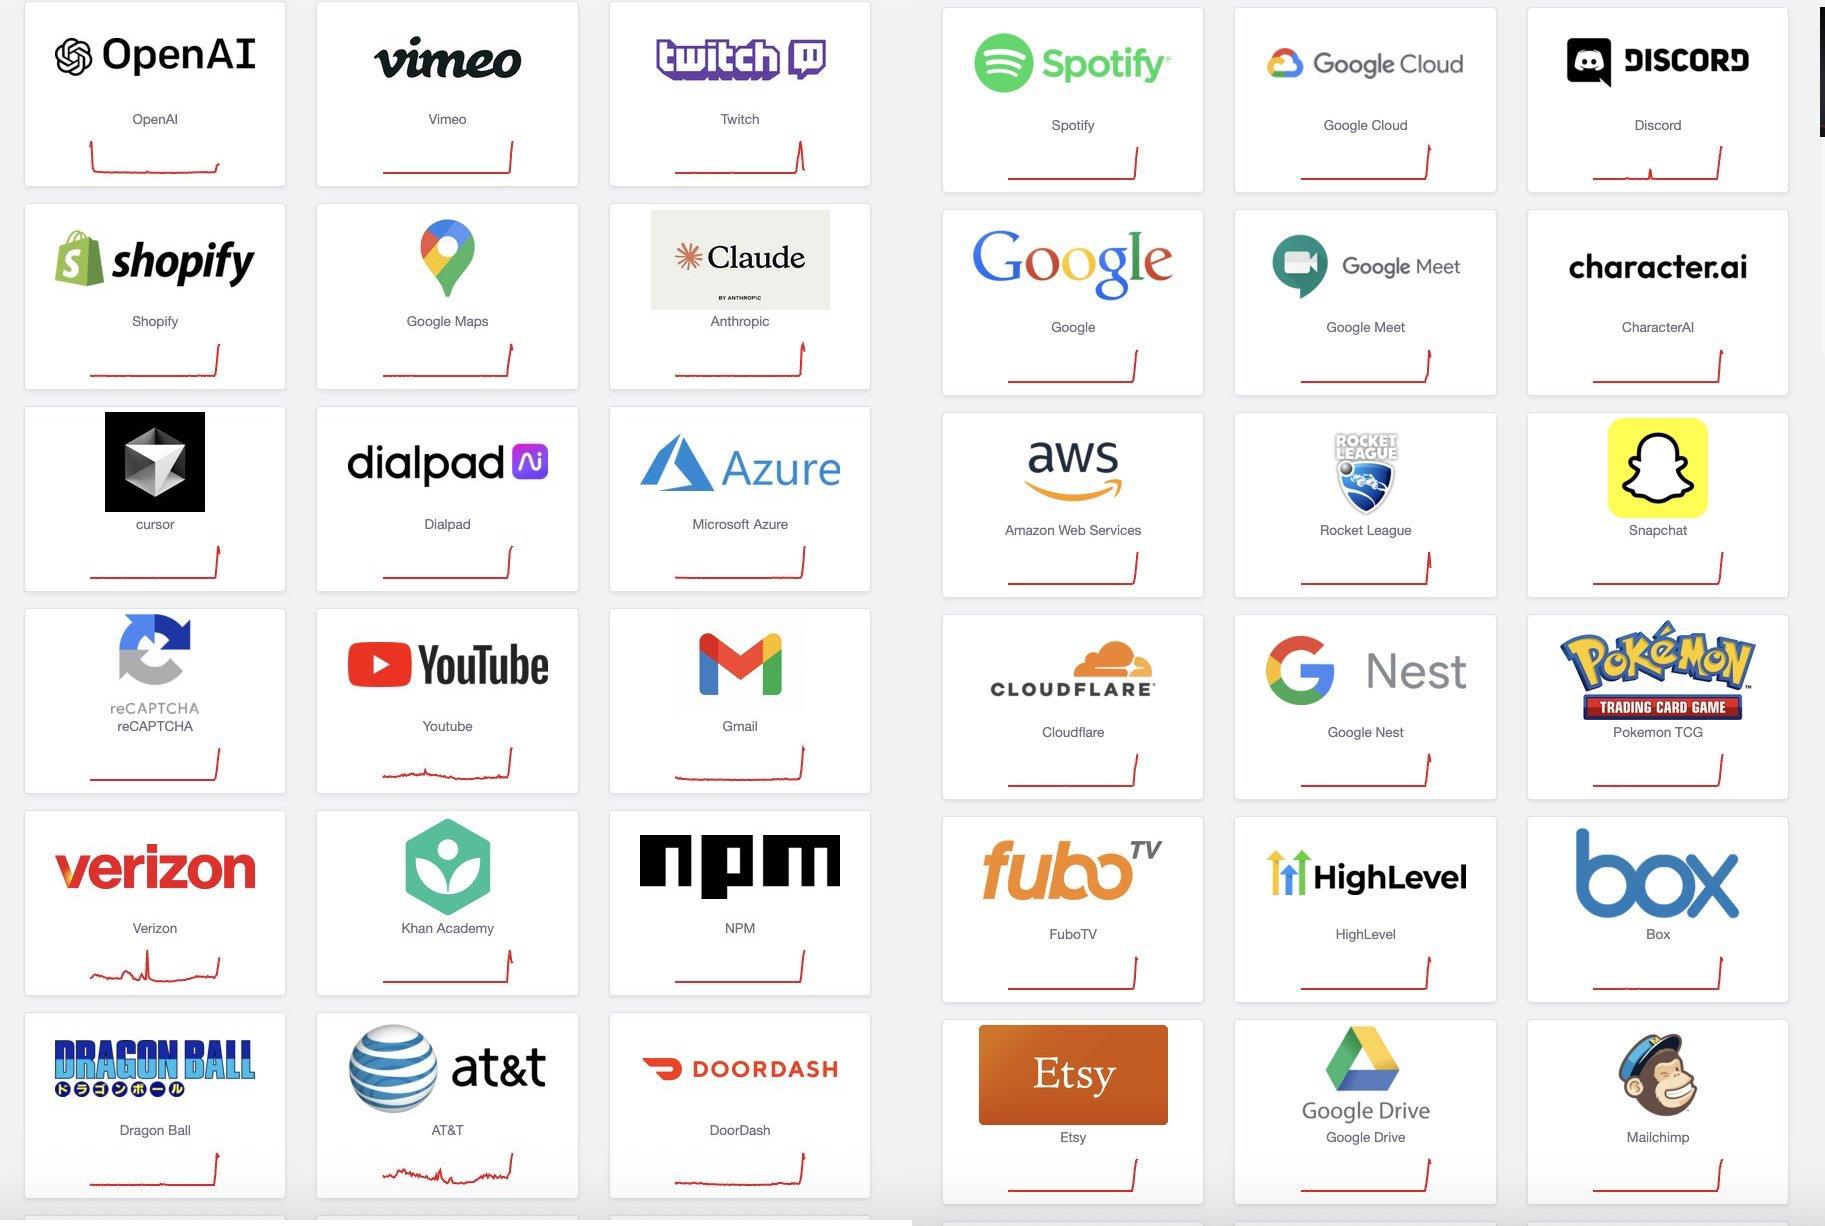 OpenAI
OpenAI
vimeo
Vimeo
twitch
Twitch
Spotify®
Spotify
Google Cloud
Google Cloud
DISCORD
Discord
shopify
Shopify
Google Maps
Claude
BY ANTHROP\C
Anthropic
Google
Google
Google Meet
Google Meet
character.ai
CharacterAI
cursor
dialpad Ai
Dialpad
Azure
Microsoft Azure
aws
Amazon Web Services
ROCKET
LEAGUE
Rocket League
Snapchat
reCAPTCHA
reCAPTCHA
YouTube
Youtube
Gmail
CLOUDFLARE®
Cloudflare
Nest
Google Nest
POKéMON™
TRADING CARD GAME
Pokemon TCG
verizon
Verizon
Khan Academy
npm
NPM
fubo TV
FuboTV
HighLevel
HighLevel
box
Box
DRAGON BALL
ドラゴンボール
Dragon Ball
at&t
AT&T
DOORDASH
DoorDash
Etsy
Etsy
Google Drive
Google Drive
Mailchimp